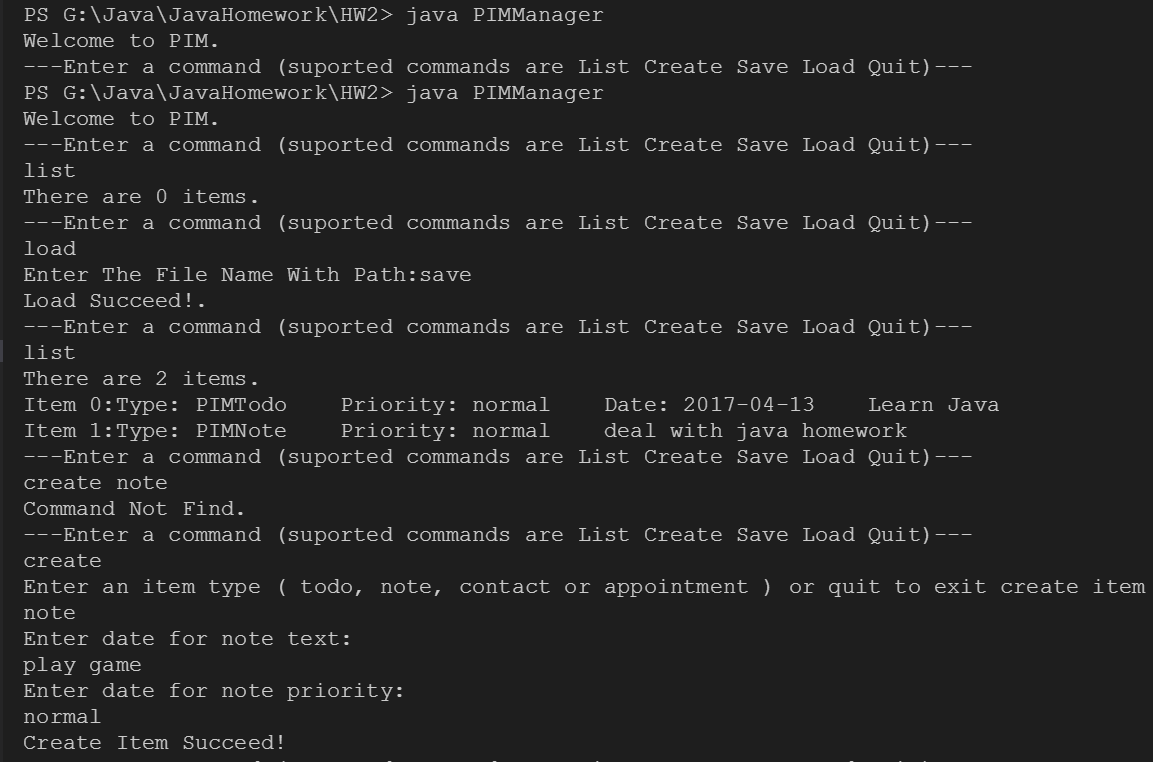 PS G:\Java\JavaHomework\HW2> java PIMManager
Welcome to PIM.
---Enter a command (suported commands are List Create Save Load Quit)---
PS G:\Java\JavaHomework\HW2> java PIMManager
Welcome to PIM.
---Enter a command (suported commands are List Create Save Load Quit)---
list
There are 0 items.
---Enter a command (suported commands are List Create Save Load Quit)---
load
Enter The File Name With Path:save
Load Succeed!.
---Enter a command (suported commands are List Create Save Load Quit)---
list
There are 2 items.
Item 0:Type: PIMTodo    Priority: normal    Date: 2017-04-13    Learn Java
Item 1:Type: PIMNote    Priority: normal    deal with java homework
---Enter a command (suported commands are List Create Save Load Quit)---
create note
Command Not Find.
---Enter a command (suported commands are List Create Save Load Quit)---
create
Enter an item type ( todo, note, contact or appointment ) or quit to exit create item
note
Enter date for note text:
play game
Enter date for note priority:
normal
Create Item Succeed!